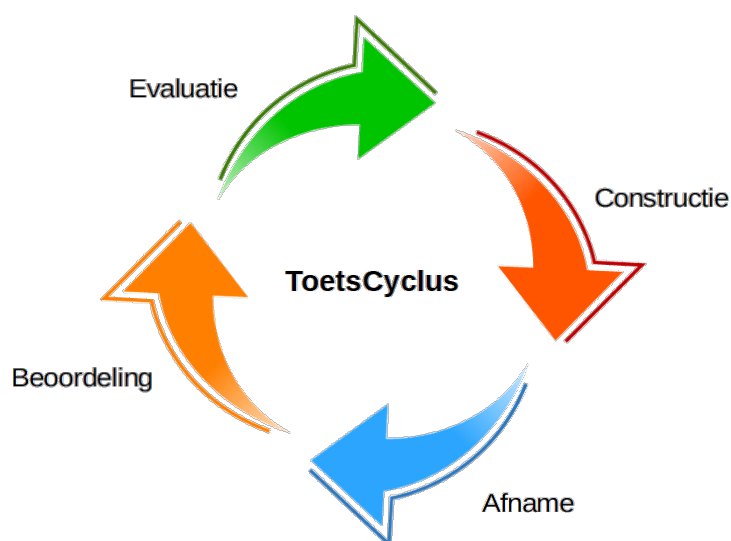 Evaluatie
Constructie
ToetsCyclus
Beoordeling
Afname